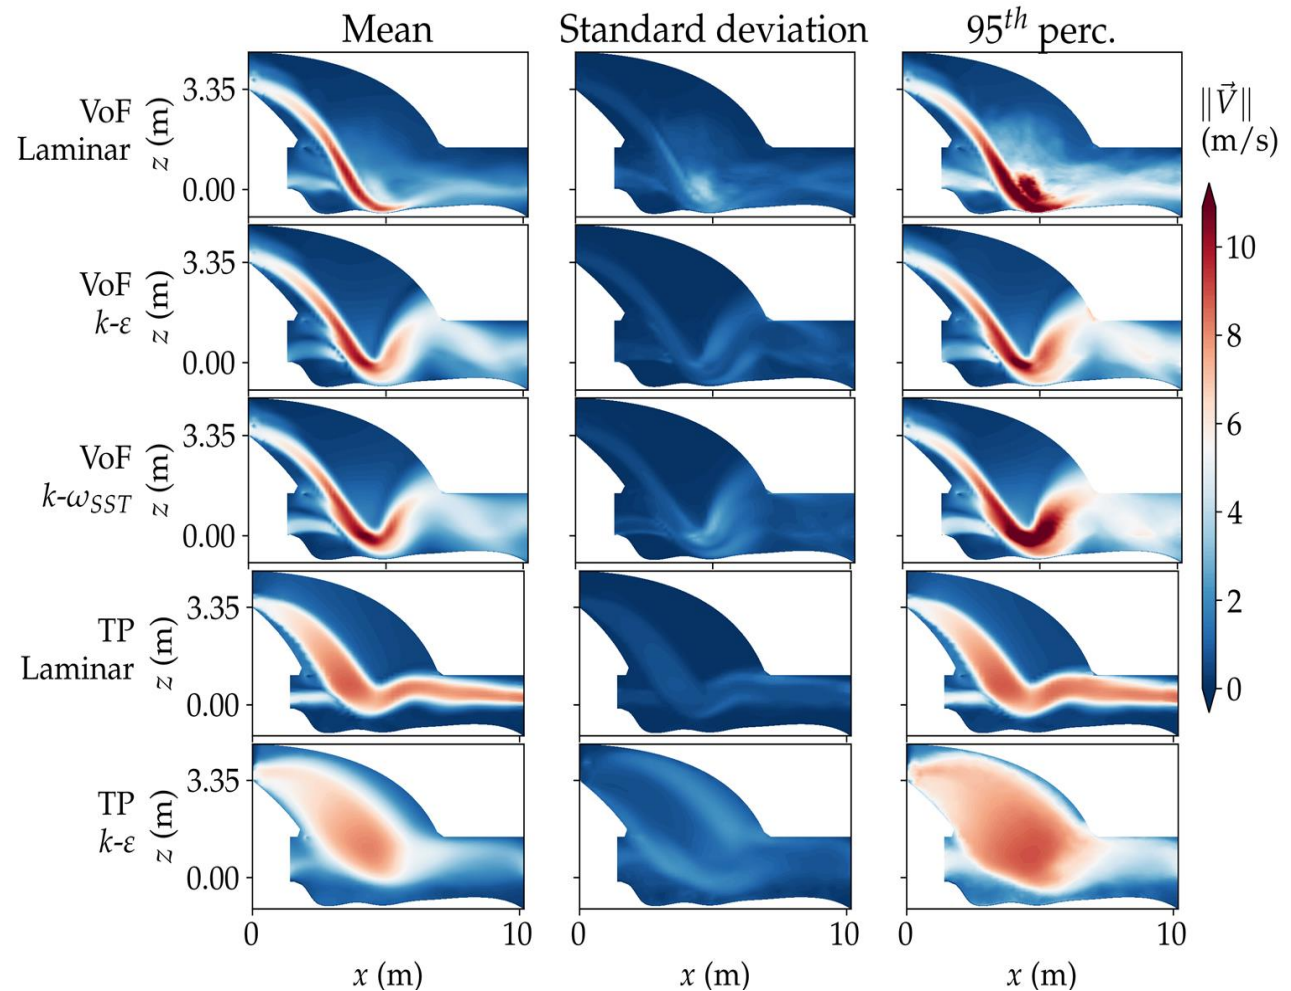 Mean Standard deviation 95th perc.
VoF
Laminar
z (m)
3.35
0.00
‖V⃗‖
(m/s)
10
8
6
4
2
0
VoF
k-ε
z (m)
3.35
0.00
VoF
k-ωSST
z (m)
3.35
0.00
TP
Laminar
z (m)
3.35
0.00
TP
k-ε
z (m)
3.35
0.00
0 10 0 10 0 10
x (m) x (m) x (m)